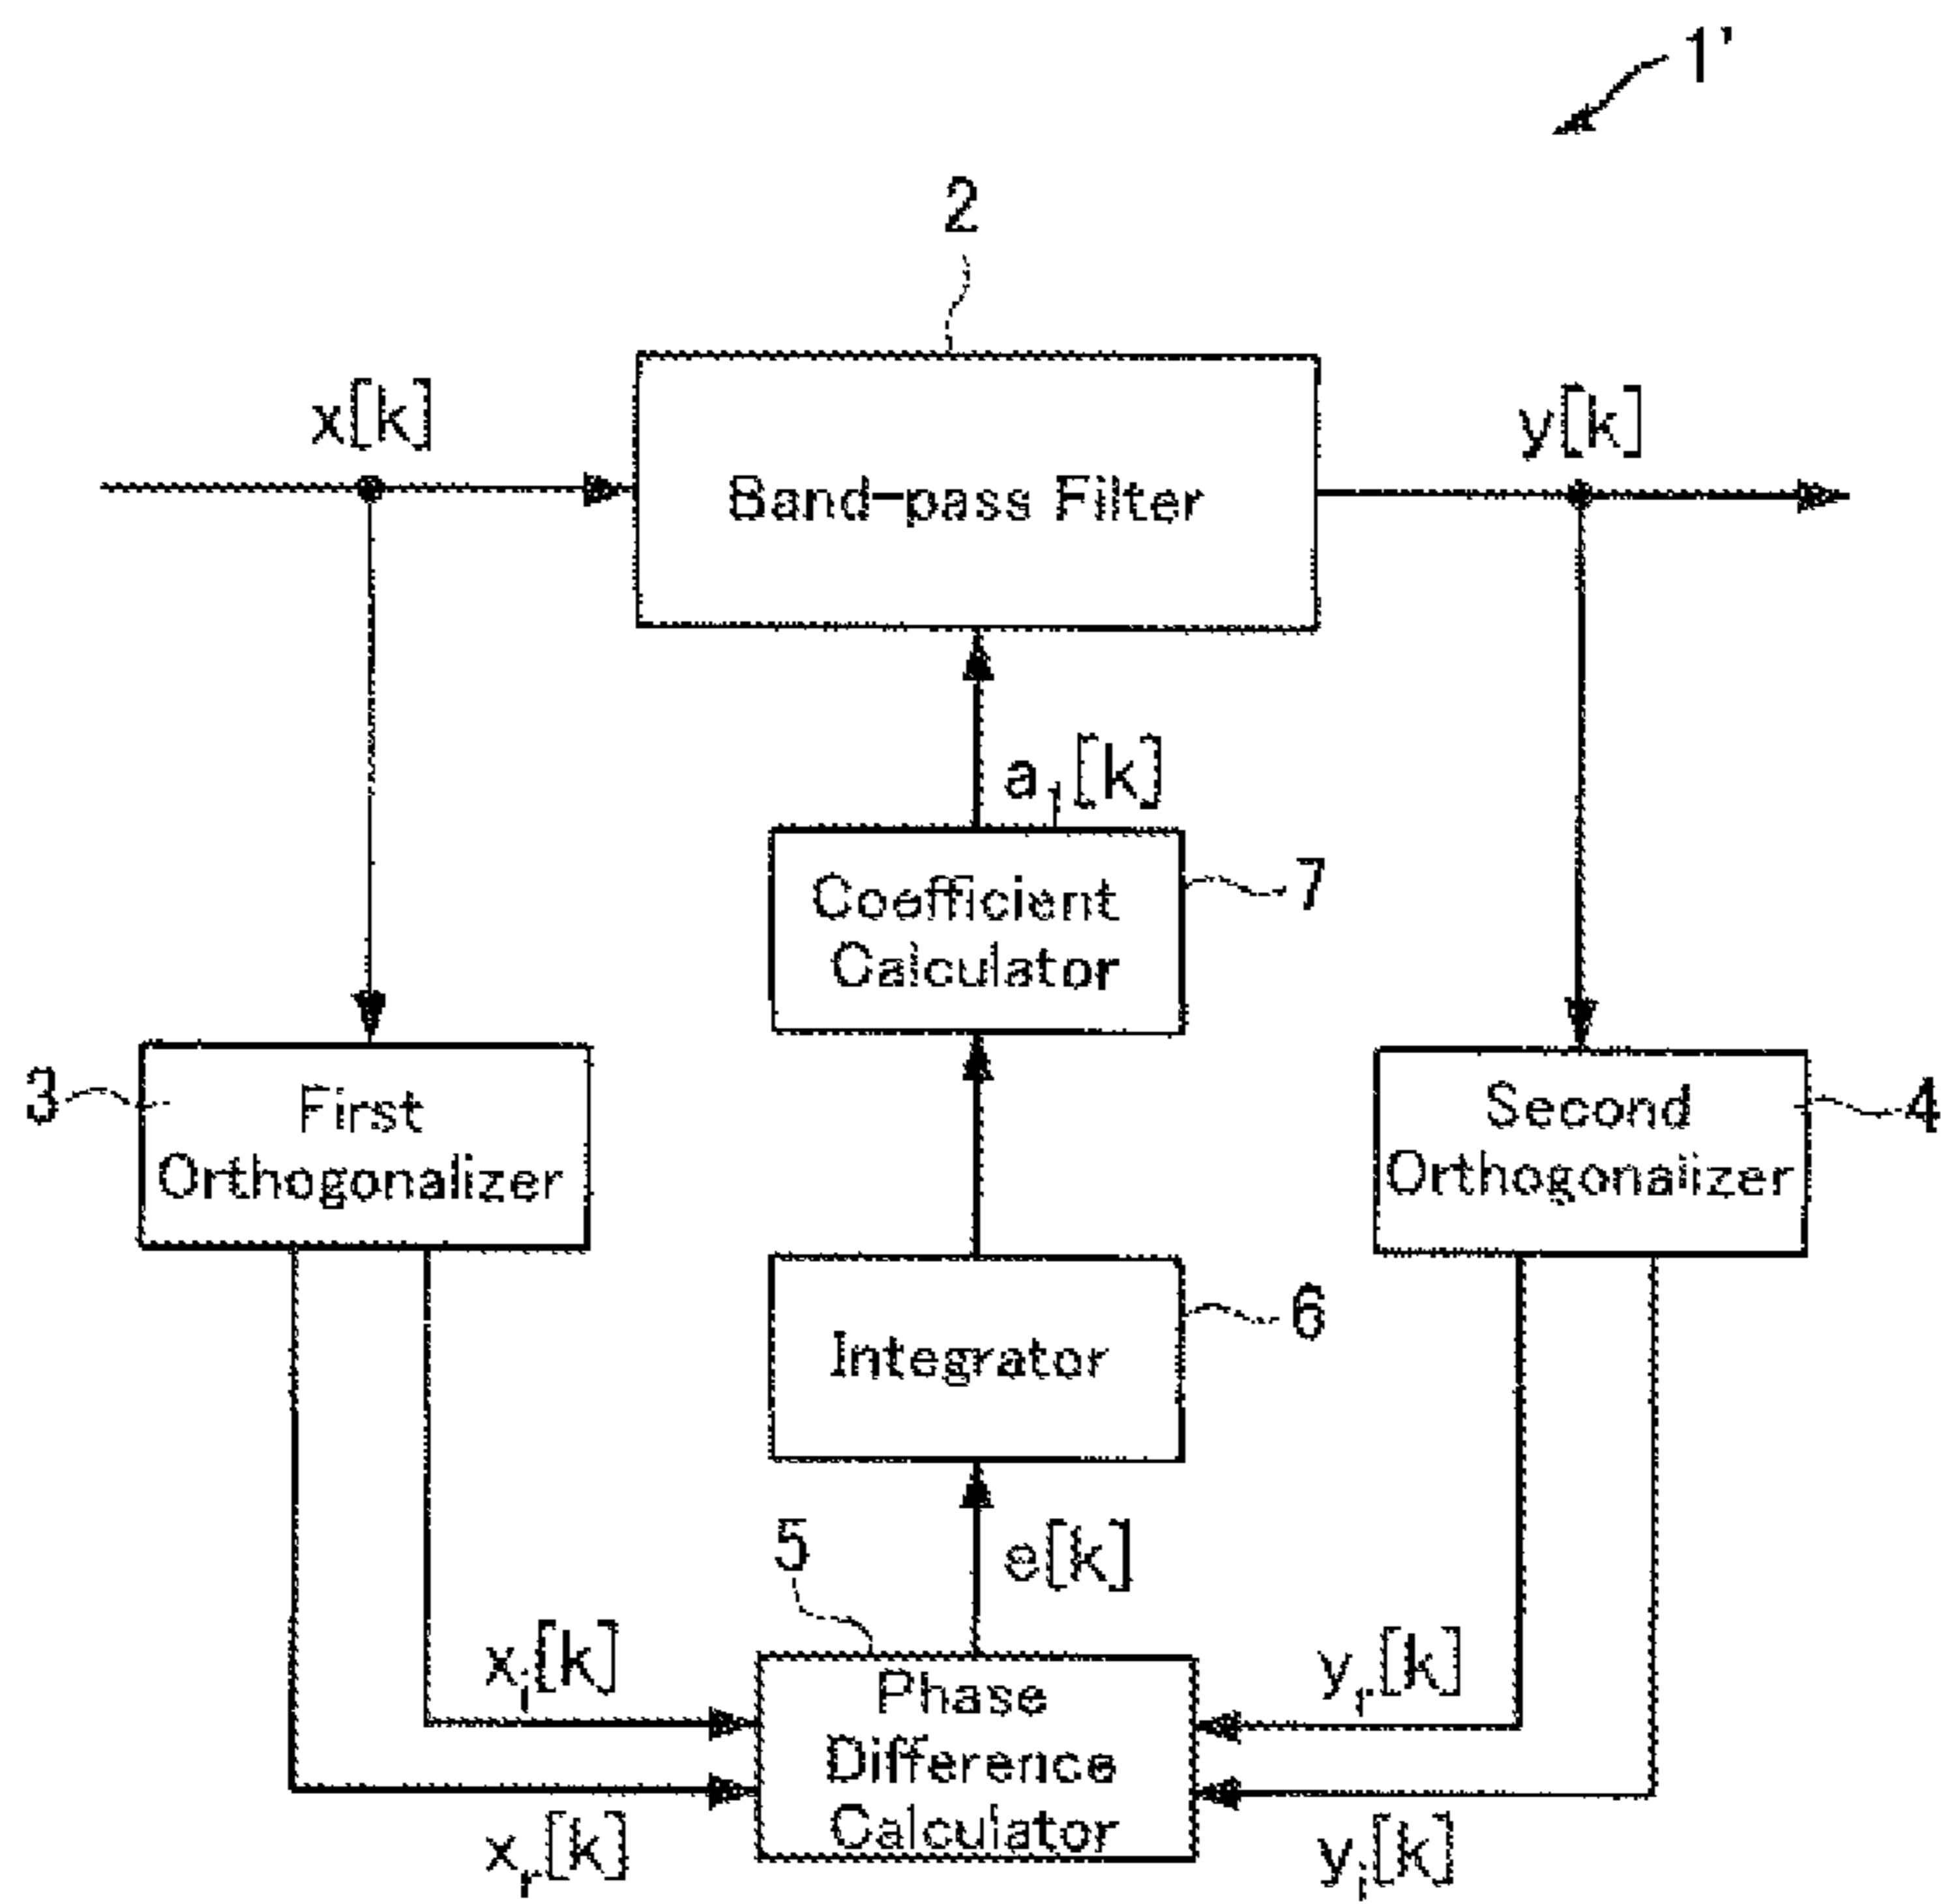 1'
2
x[k]
y[k]
Band-pass Filter
a1[k]
Coefficient
Calculator
7
3
First
Orthogonalizer
Second
Orthogonalizer
4
Integrator
6
5
e[k]
xi[k]
yr[k]
Phase
Difference
Calculator
xr[k]
yi[k]